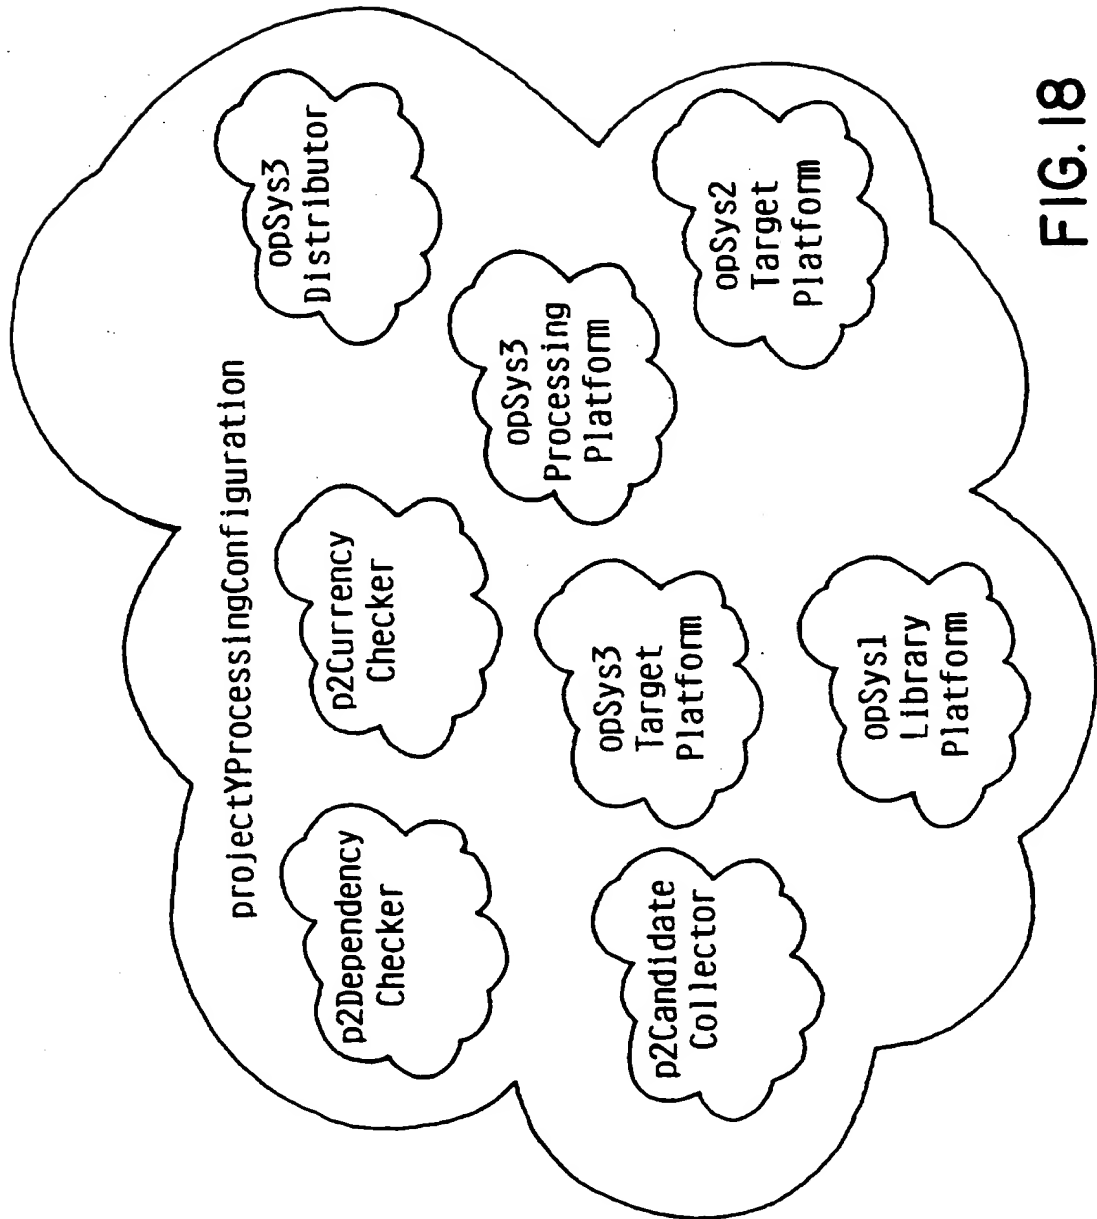 projectYProcessingConfiguration
p2Dependency
Checker
p2Currency
Checker
opSys3
Distributor
opSys3
Processing
Platform
p2Candidate
Collector
opSys3
Target
Platform
opSys2
Target
Platform
opSys1
Library
Platform
FIG. 18